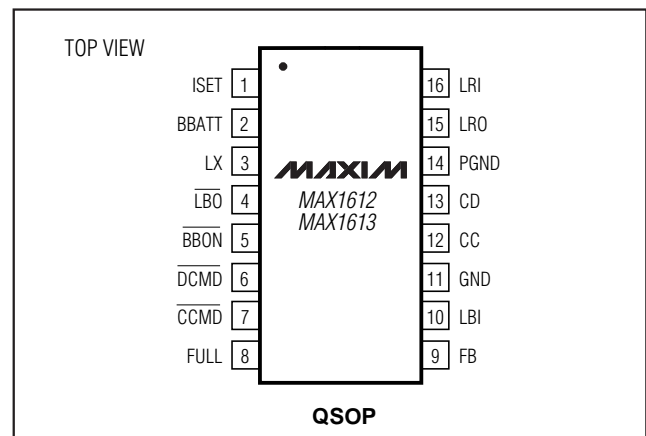 TOP VIEW
ISET 1
BBATT 2
LX 3
LBO 4
BBON 5
DCMD 6
CCMD 7
FULL 8
MAXIM
MAX1612
MAX1613
16 LRI
15 LRO
14 PGND
13 CD
12 CC
11 GND
10 LBI
9 FB
QSOP